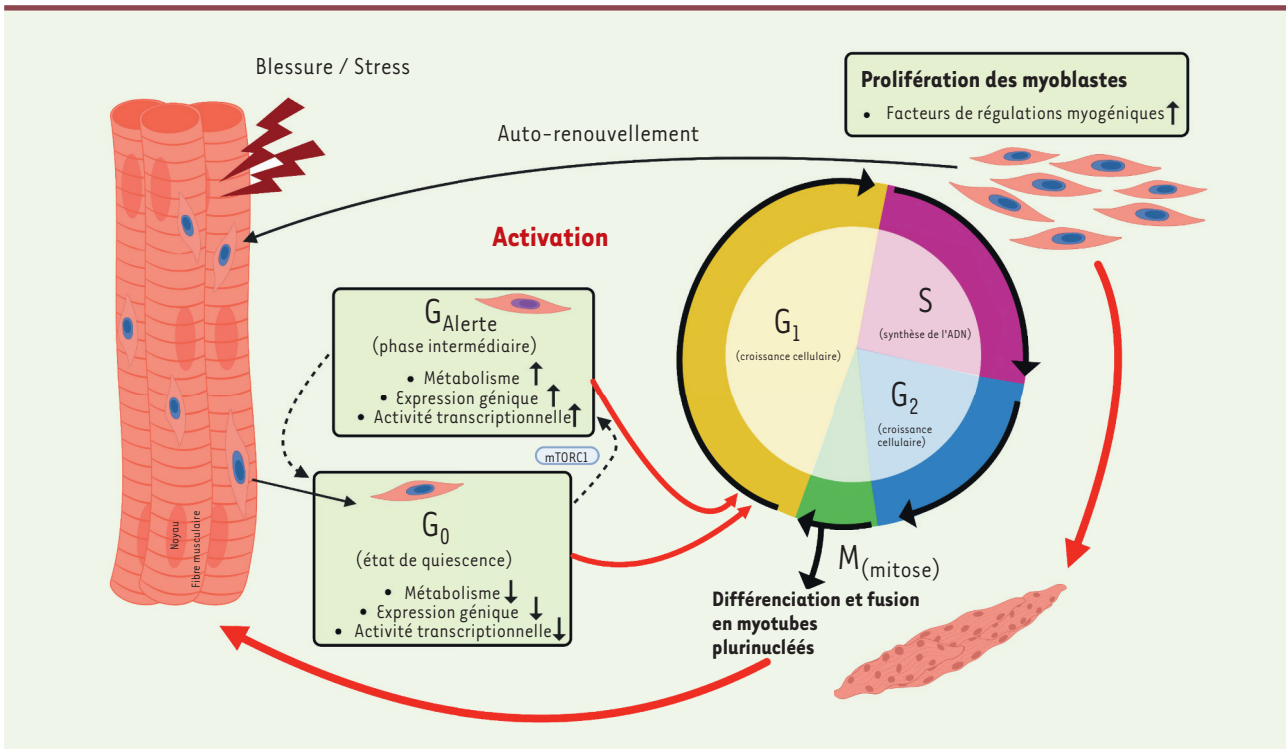 Blessure / Stress
Auto-renouvellement
Prolifération des myoblastes
• Facteurs de régulations myogéniques ↑
Activation
G Alerte
(phase intermédiaire)
• Métabolisme ↑
• Expression génique ↑
• Activité transcriptionnelle ↑
mTORC1
G0
(état de quiescence)
• Métabolisme ↓
• Expression génique ↓
• Activité transcriptionnelle ↓
Noyau
Fibre musculaire
G1
(croissance cellulaire)
S
(synthèse de l'ADN)
G2
(croissance
cellulaire)
M (mitose)
Différenciation et fusion
en myotubes
plurinucléés